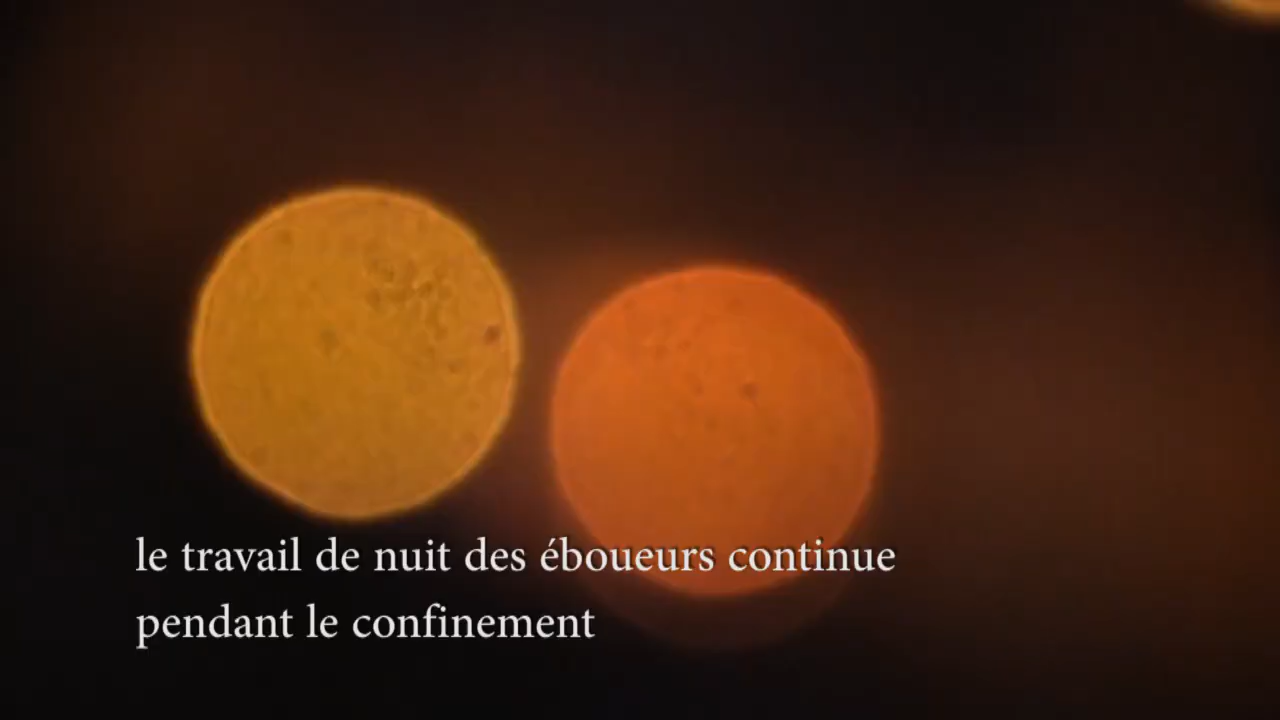 le travail de nuit des éboueurs continue
pendant le confinement